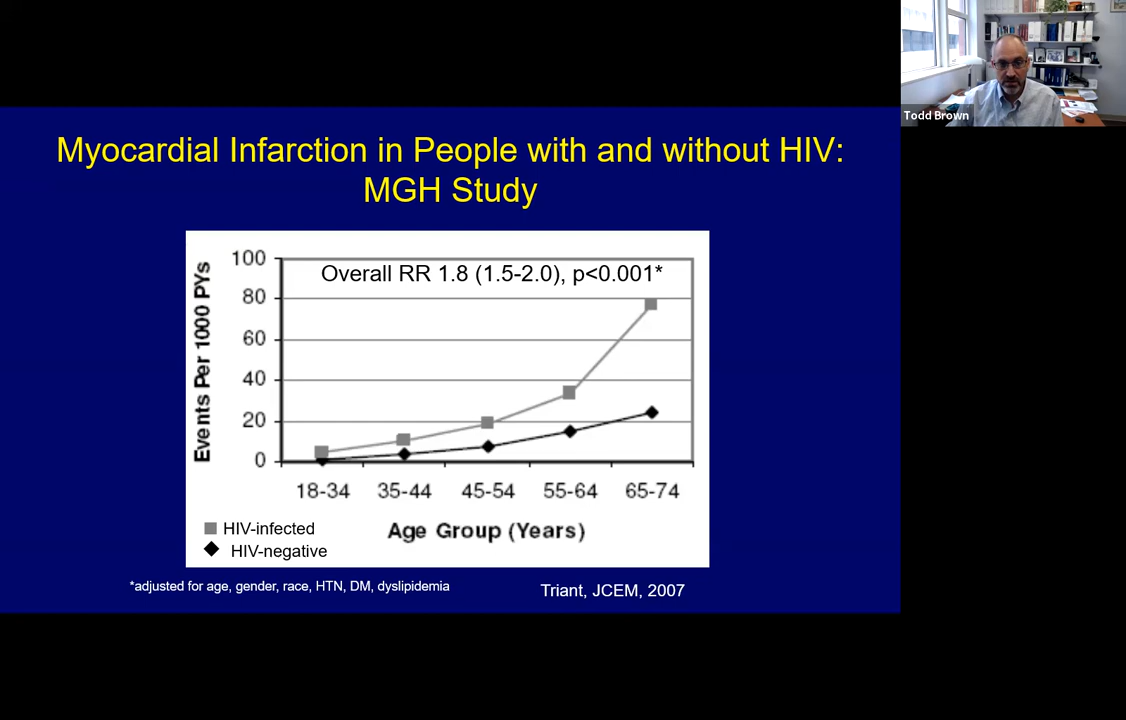 Todd Brown
Myocardial Infarction in People with and without HIV:
MGH Study
Overall RR 1.8 (1.5-2.0), p<0.001*
Events Per 1000 PYs
100
80
60
40
20
0
18-34 35-44 45-54 55-64 65-74
Age Group (Years)
HIV-infected
HIV-negative
*adjusted for age, gender, race, HTN, DM, dyslipidemia
Triant, JCEM, 2007